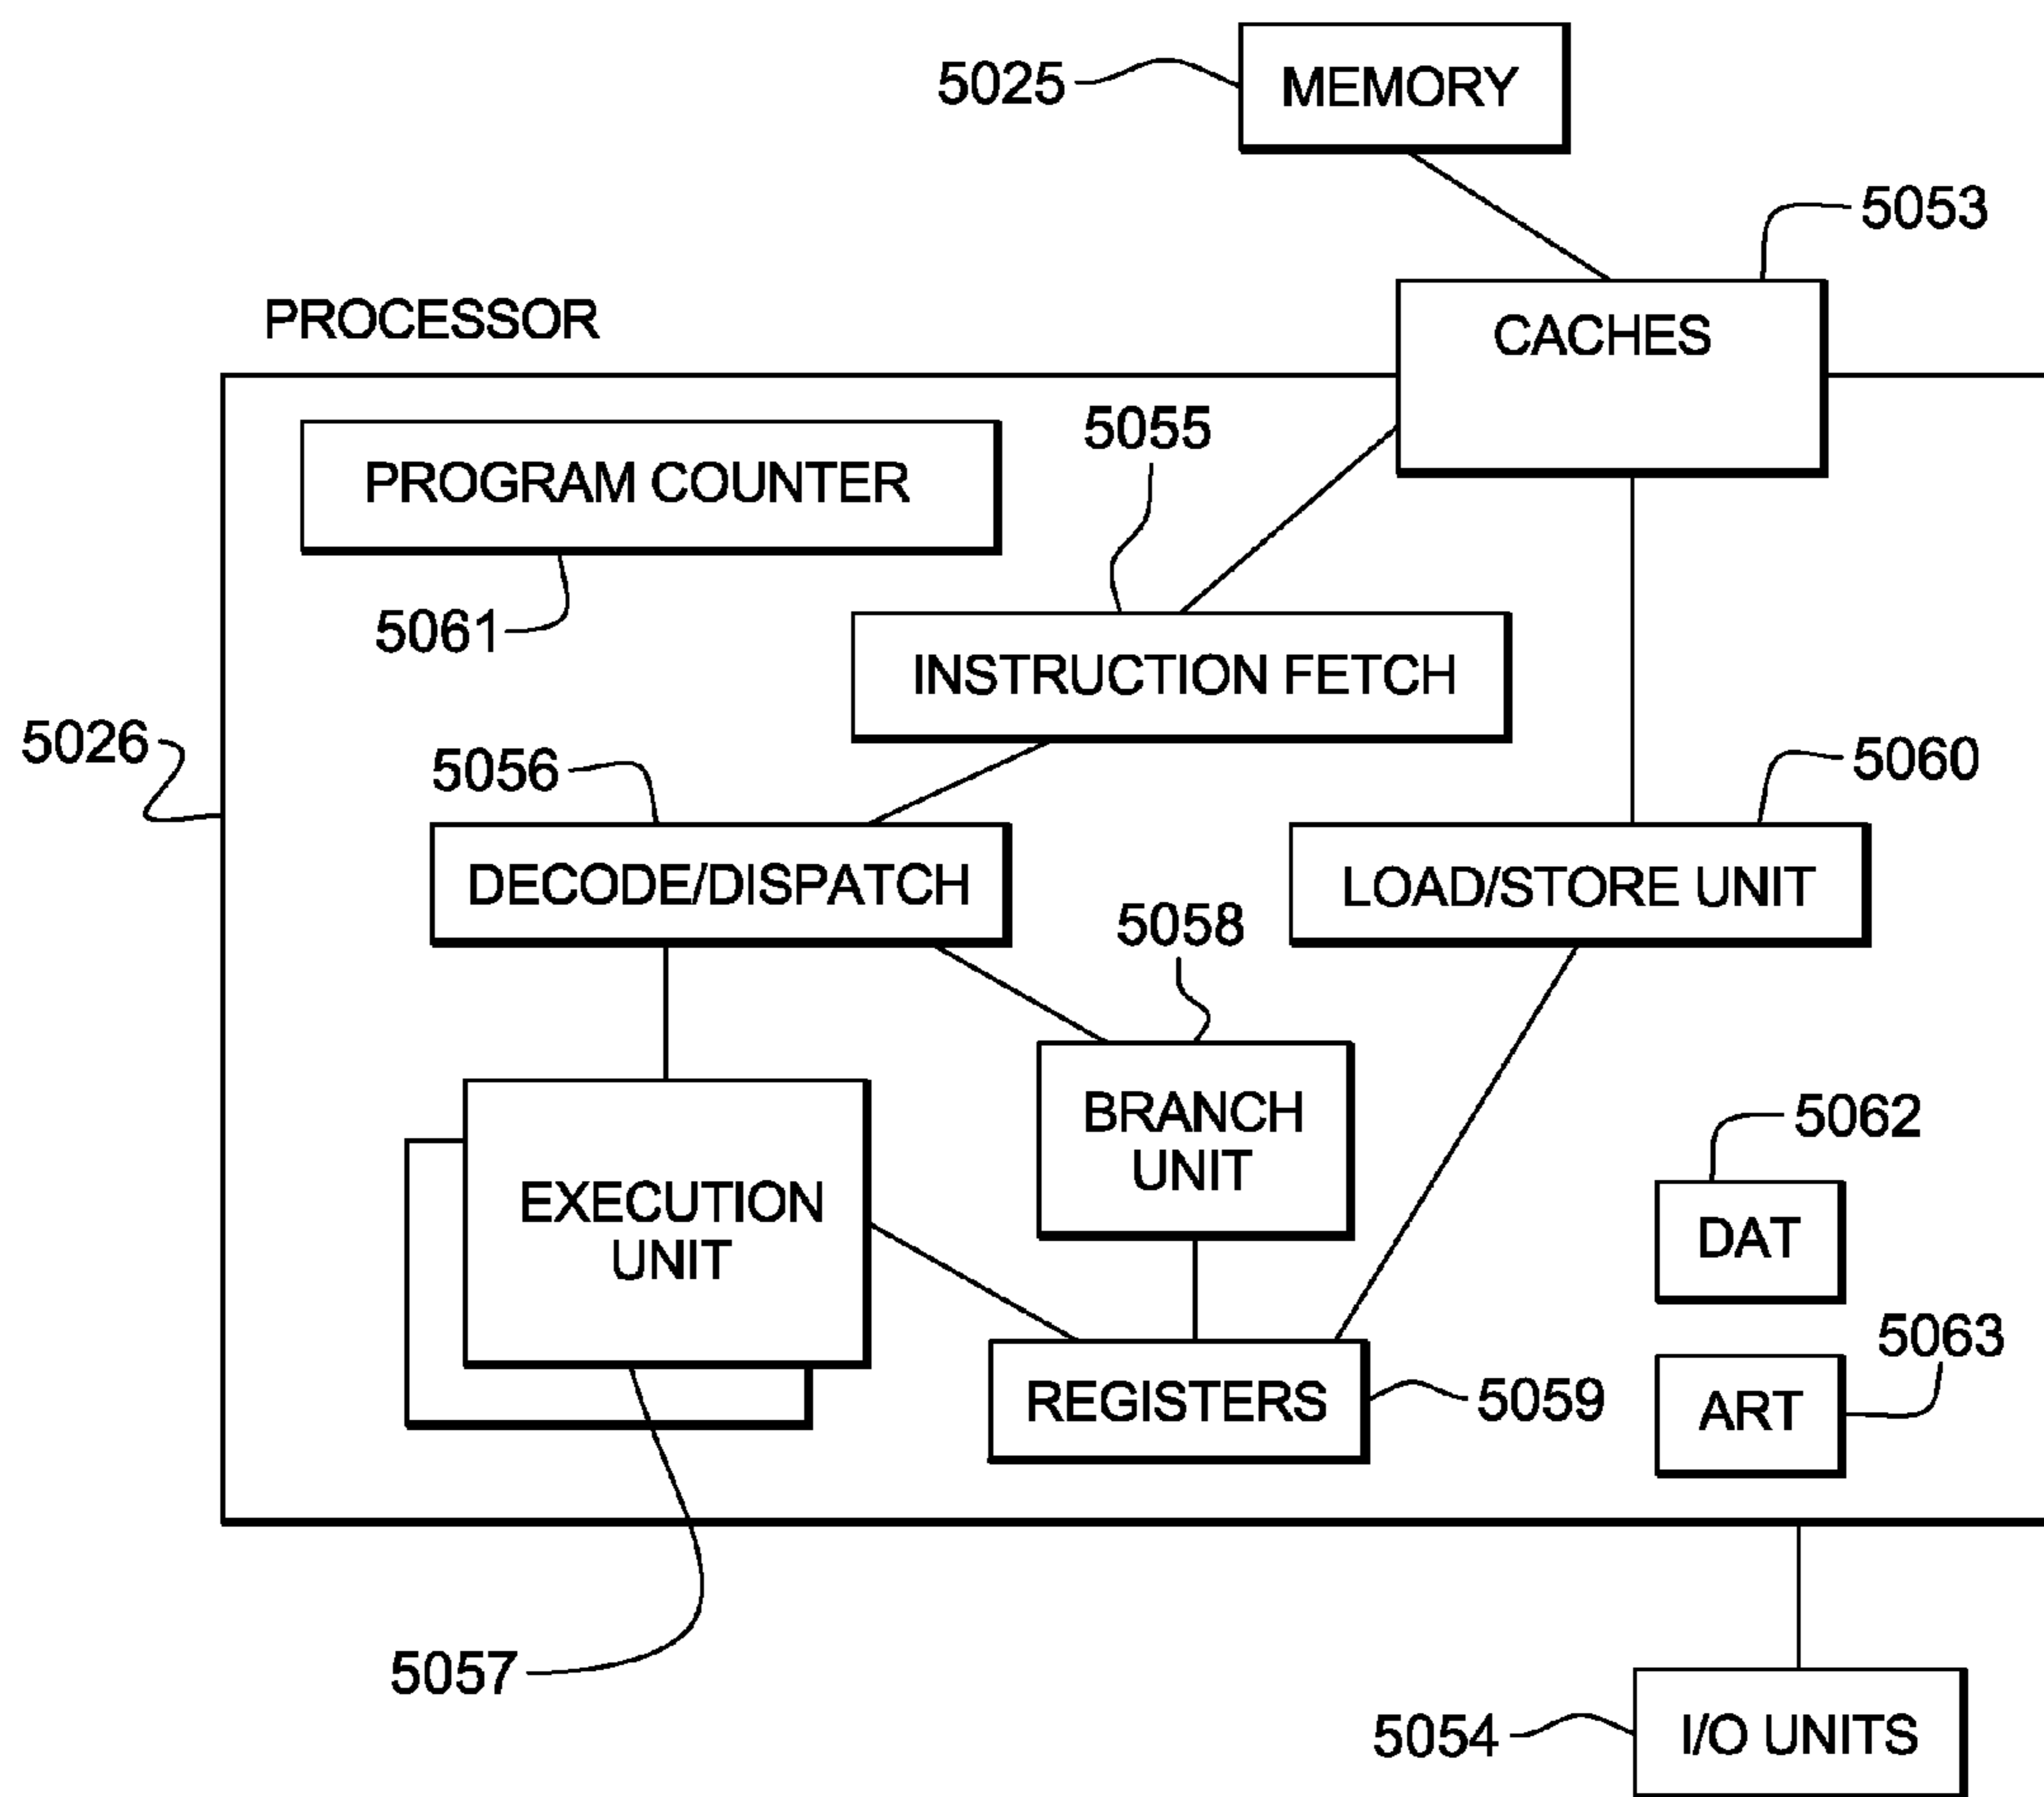 5025
MEMORY
5053
PROCESSOR
CACHES
5055
PROGRAM COUNTER
5061
INSTRUCTION FETCH
5026
5056
5060
DECODE/DISPATCH
LOAD/STORE UNIT
5058
BRANCH
UNIT
5062
EXECUTION
UNIT
DAT
5063
REGISTERS
5059
ART
5057
5054
I/O UNITS